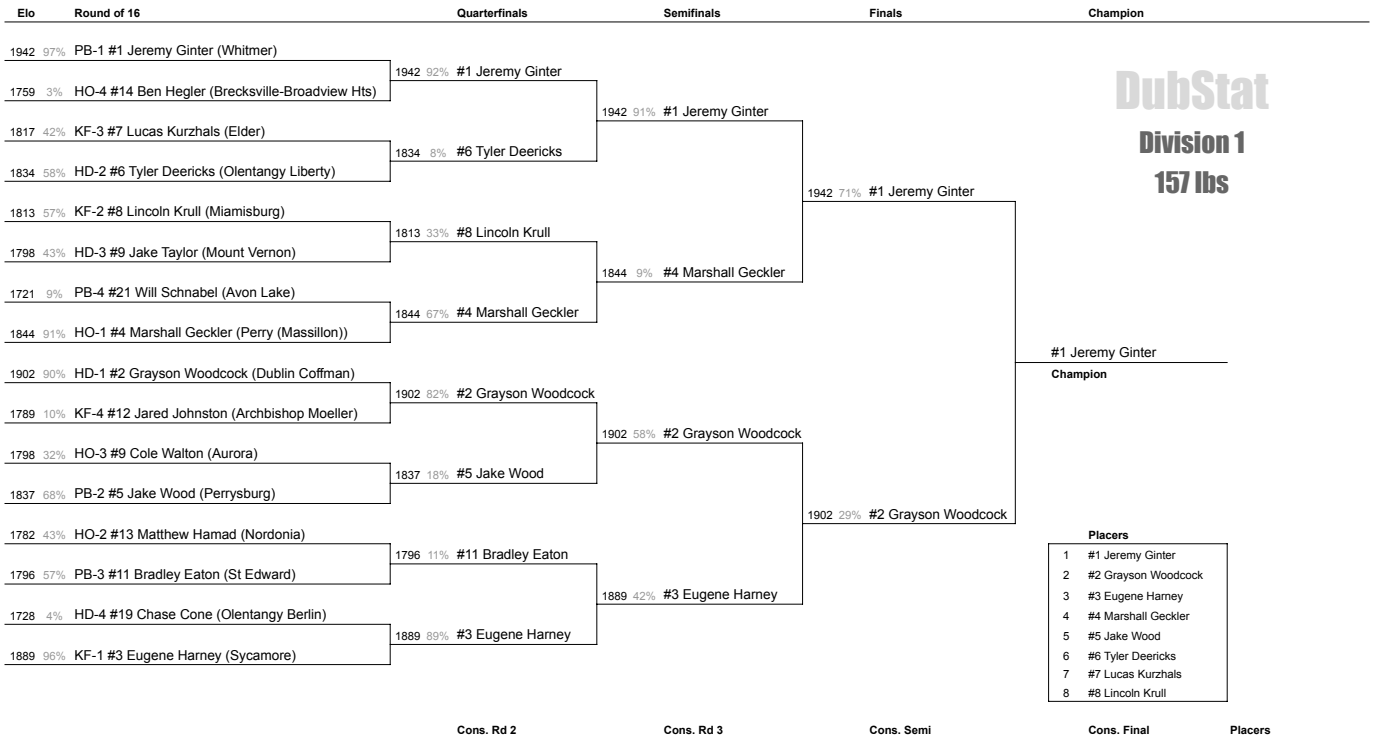 Elo Round of 16 Quarterfinals Semifinals Finals Champion
1942 97% PB-1 #1 Jeremy Ginter (Whitmer)
1759 3% HO-4 #14 Ben Hegler (Brecksville-Broadview Hts)
1817 42% KF-3 #7 Lucas Kurzhals (Elder)
1834 58% HD-2 #6 Tyler Deericks (Olentangy Liberty)
1813 57% KF-2 #8 Lincoln Krull (Miamisburg)
1798 43% HD-3 #9 Jake Taylor (Mount Vernon)
1721 9% PB-4 #21 Will Schnabel (Avon Lake)
1844 91% HO-1 #4 Marshall Geckler (Perry (Massillon))
1902 90% HD-1 #2 Grayson Woodcock (Dublin Coffman)
1789 10% KF-4 #12 Jared Johnston (Archbishop Moeller)
1798 32% HO-3 #9 Cole Walton (Aurora)
1837 68% PB-2 #5 Jake Wood (Perrysburg)
1782 43% HO-2 #13 Matthew Hamad (Nordonia)
1796 57% PB-3 #11 Bradley Eaton (St Edward)
1728 4% HD-4 #19 Chase Cone (Olentangy Berlin)
1889 96% KF-1 #3 Eugene Harney (Sycamore)
1942 92% #1 Jeremy Ginter
1834 8% #6 Tyler Deericks
1813 33% #8 Lincoln Krull
1844 67% #4 Marshall Geckler
1902 82% #2 Grayson Woodcock
1837 18% #5 Jake Wood
1796 11% #11 Bradley Eaton
1889 89% #3 Eugene Harney
1942 91% #1 Jeremy Ginter
1844 9% #4 Marshall Geckler
1902 58% #2 Grayson Woodcock
1889 42% #3 Eugene Harney
1942 71% #1 Jeremy Ginter
1902 29% #2 Grayson Woodcock
#1 Jeremy Ginter
Champion
DubStat
Division 1
157 lbs
Placers
1 #1 Jeremy Ginter
2 #2 Grayson Woodcock
3 #3 Eugene Harney
4 #4 Marshall Geckler
5 #5 Jake Wood
6 #6 Tyler Deericks
7 #7 Lucas Kurzhals
8 #8 Lincoln Krull
Cons. Rd 2 Cons. Rd 3 Cons. Semi Cons. Final Placers